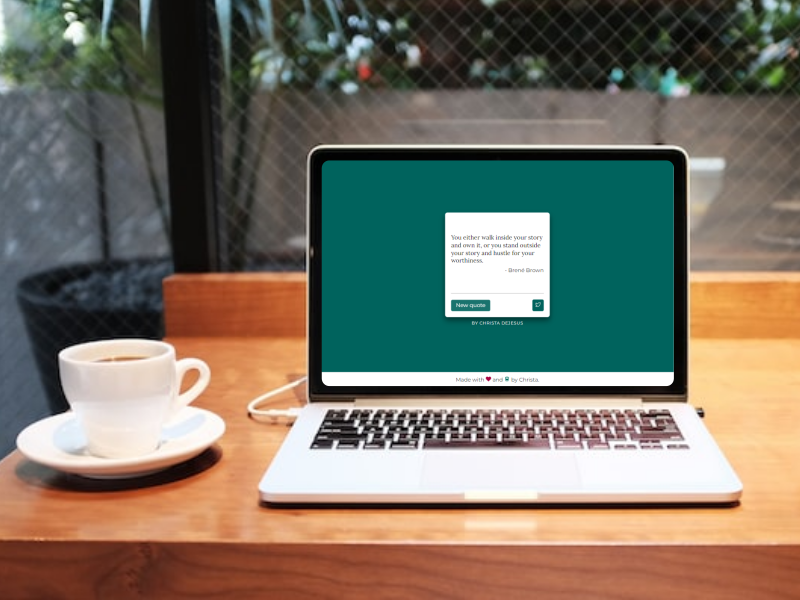 You either walk inside your story
and own it, or you stand outside
your story and hustle for your
worthiness.
- Brené Brown
New quote
BY CHRISTA DEJESUS
Made with and by Christa.